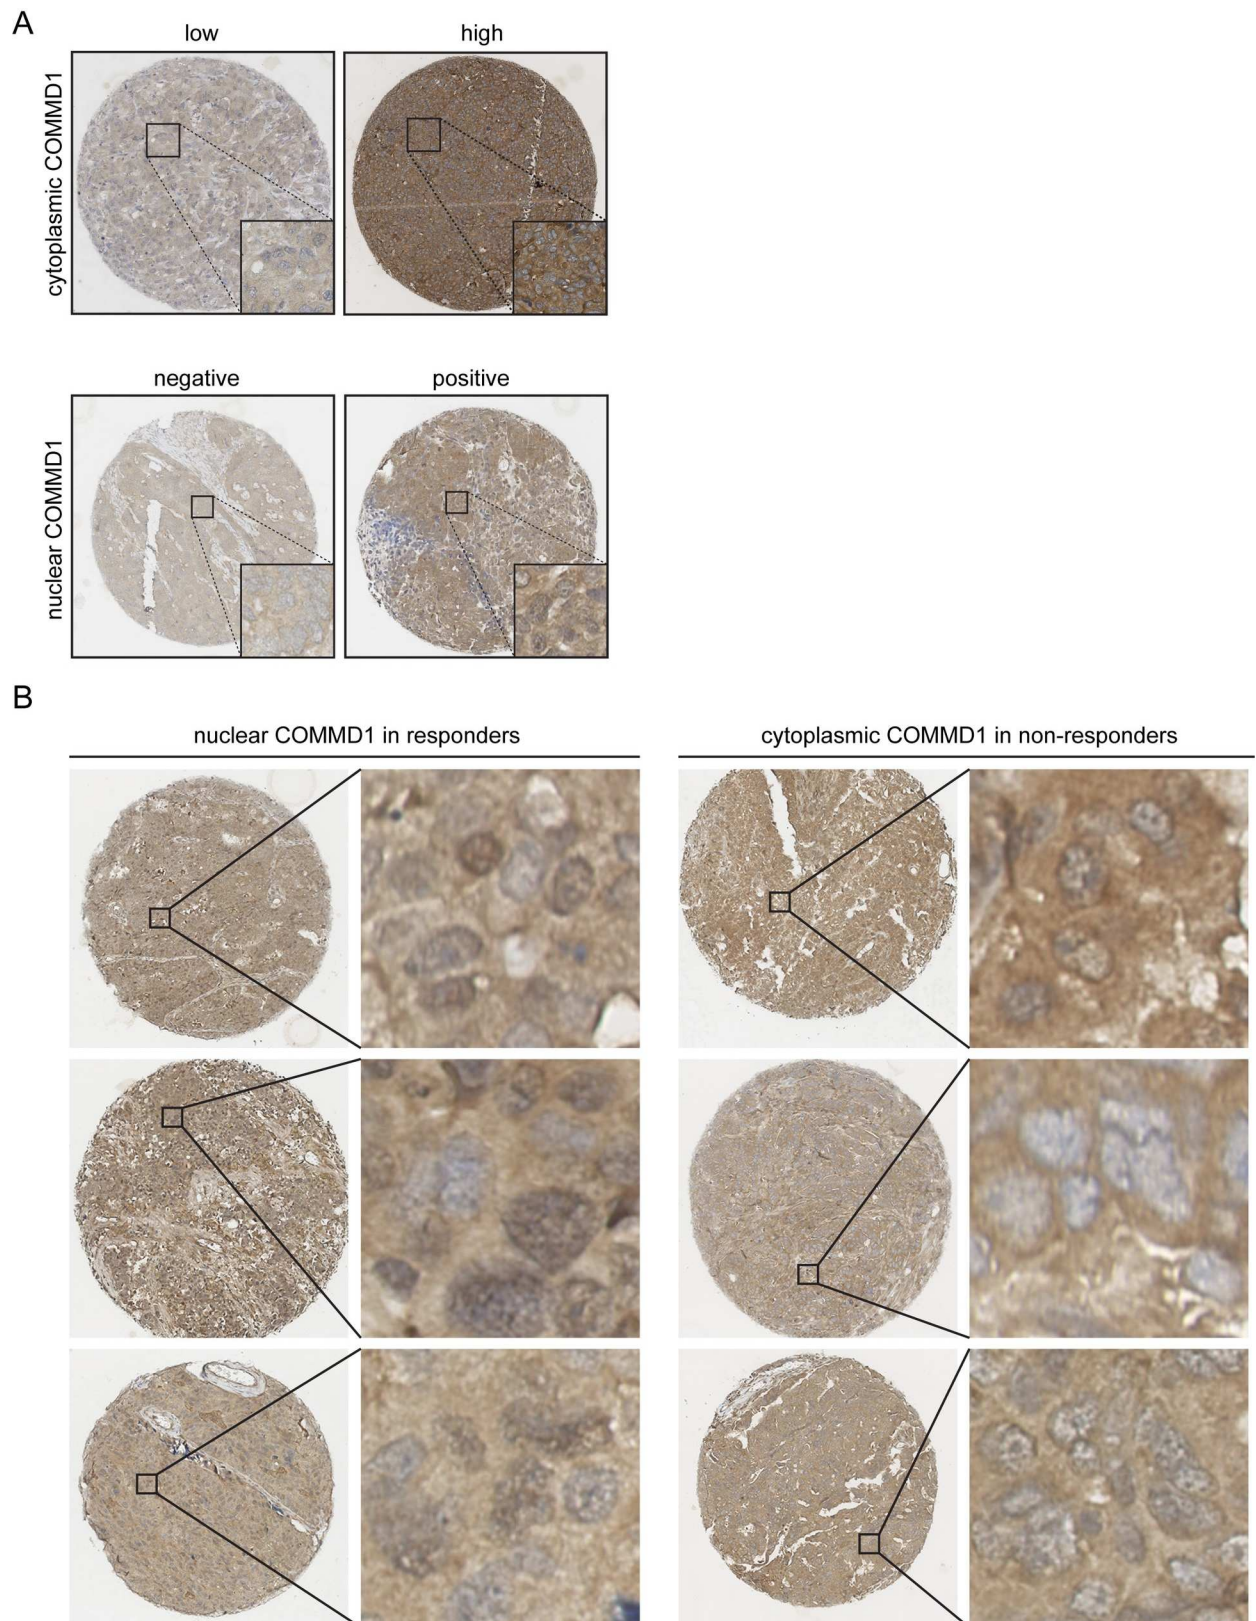 A
low
high
cytoplasmic COMMD1
negative
positive
nuclear COMMD1
B
nuclear COMMD1 in responders
cytoplasmic COMMD1 in non-responders